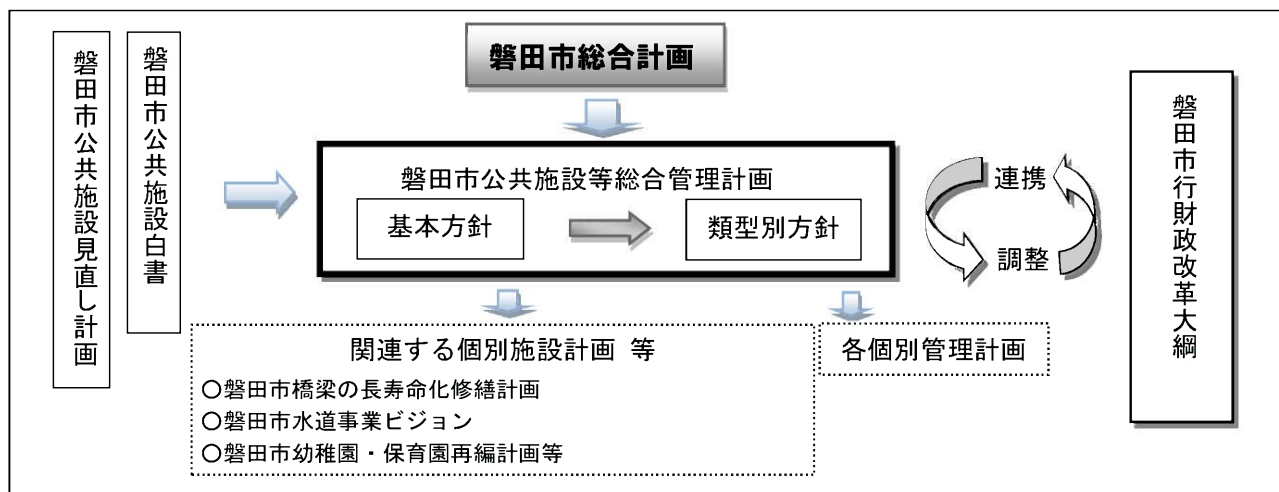 磐田市公共施設見直し計画
磐田市公共施設白書
磐田市総合計画
磐田市公共施設等総合管理計画
基本方針
類型別方針
連携
調整
磐田市行財政改革大綱
関連する個別施設計画 等
○磐田市橋梁の長寿命化修繕計画
○磐田市水道事業ビジョン
○磐田市幼稚園・保育園再編計画等
各個別管理計画